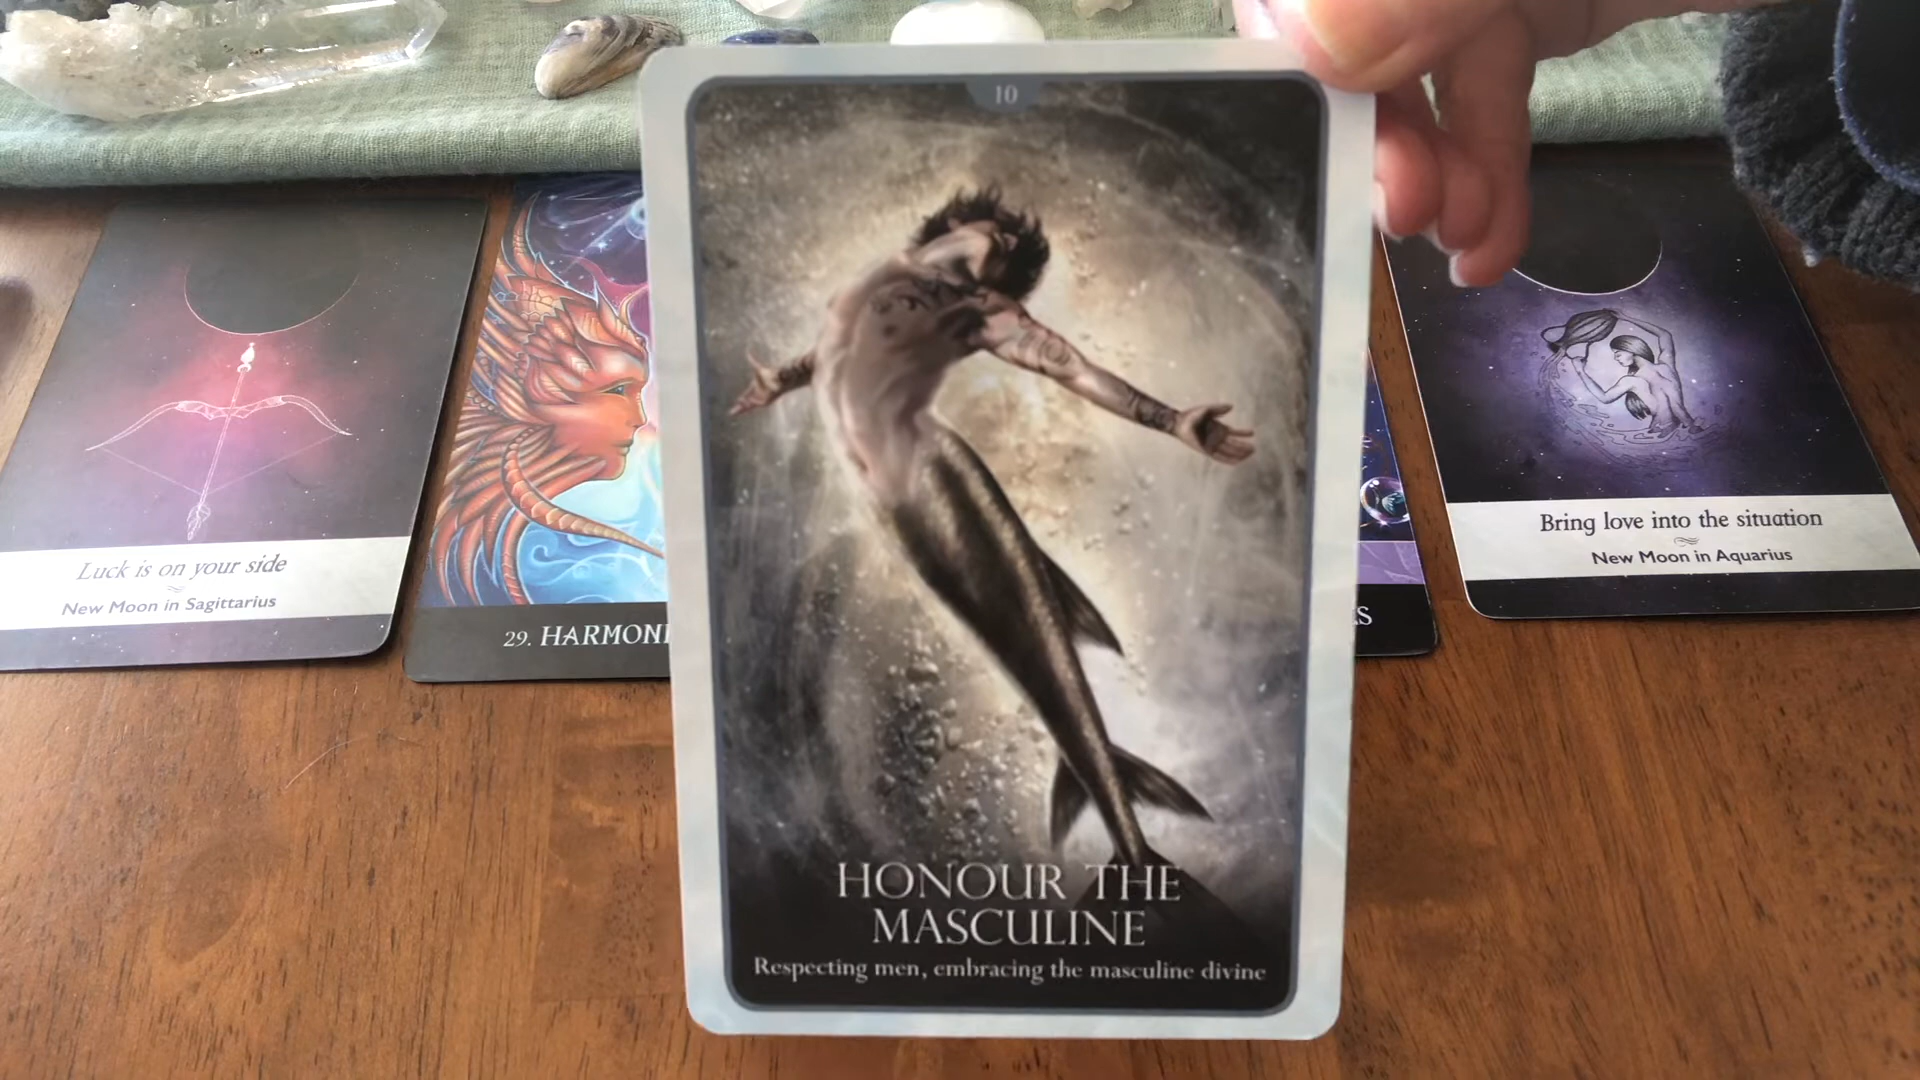 10
HONOUR THE
MASCULINE
Respecting men, embracing the masculine divine
Luck is on your side
New Moon in Sagittarius
29.
Bring love into the situation
New Moon in Aquarius